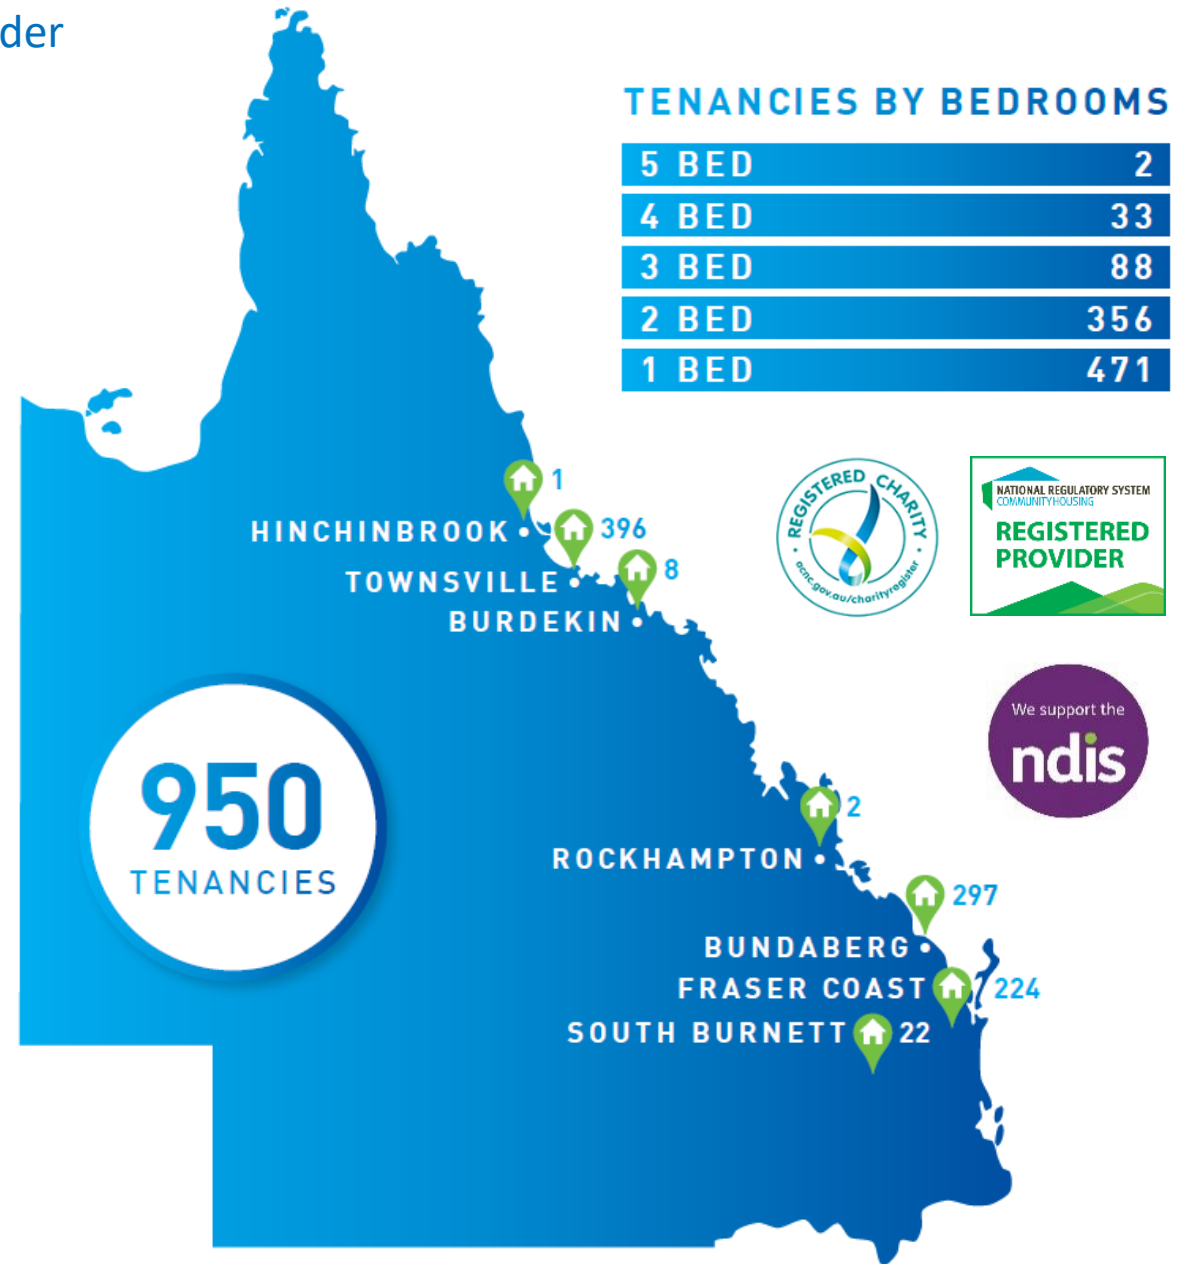 der
TENANCIES BY BEDROOMS
5 BED 2
4 BED 33
3 BED 88
2 BED 356
1 BED 471
1
HINCHINBROOK
396
TOWNSVILLE
8
BURDEKIN
REGISTERED CHARITY
acnc.gov.au/charityregister
NATIONAL REGULATORY SYSTEM
COMMUNITY HOUSING
REGISTERED
PROVIDER
We support the
ndis
950
TENANCIES
2
ROCKHAMPTON
297
BUNDABERG
FRASER COAST 224
SOUTH BURNETT 22